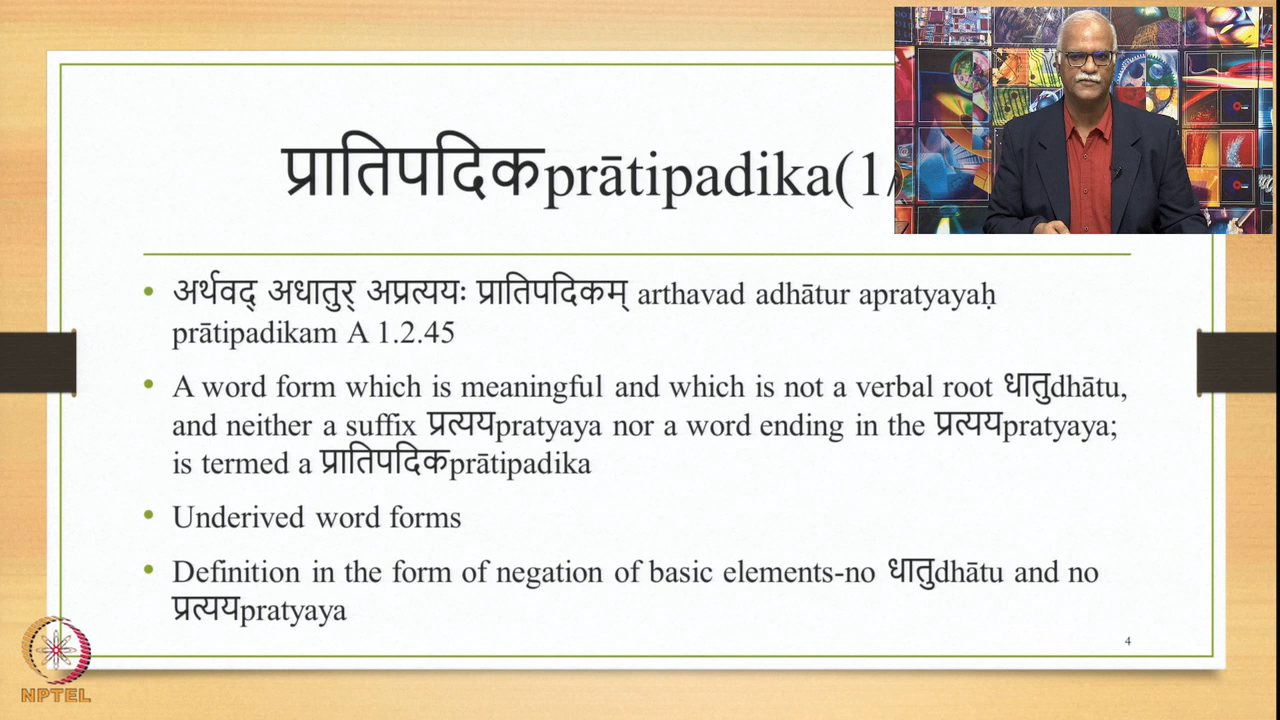 प्रातिपदिकprātipadika(1/
अर्थवद् अधातुर् अप्रत्ययः प्रातिपदिकम् arthavad adhātur apratyayaḥ
prātipadikam A 1.2.45
A word form which is meaningful and which is not a verbal root धातुdhātu,
and neither a suffix प्रत्ययpratyaya nor a word ending in the प्रत्ययpratyaya;
is termed a प्रातिपदिकprātipadika
Underived word forms
Definition in the form of negation of basic elements-no धातुdhātu and no
प्रत्ययpratyaya
4
NPTEL